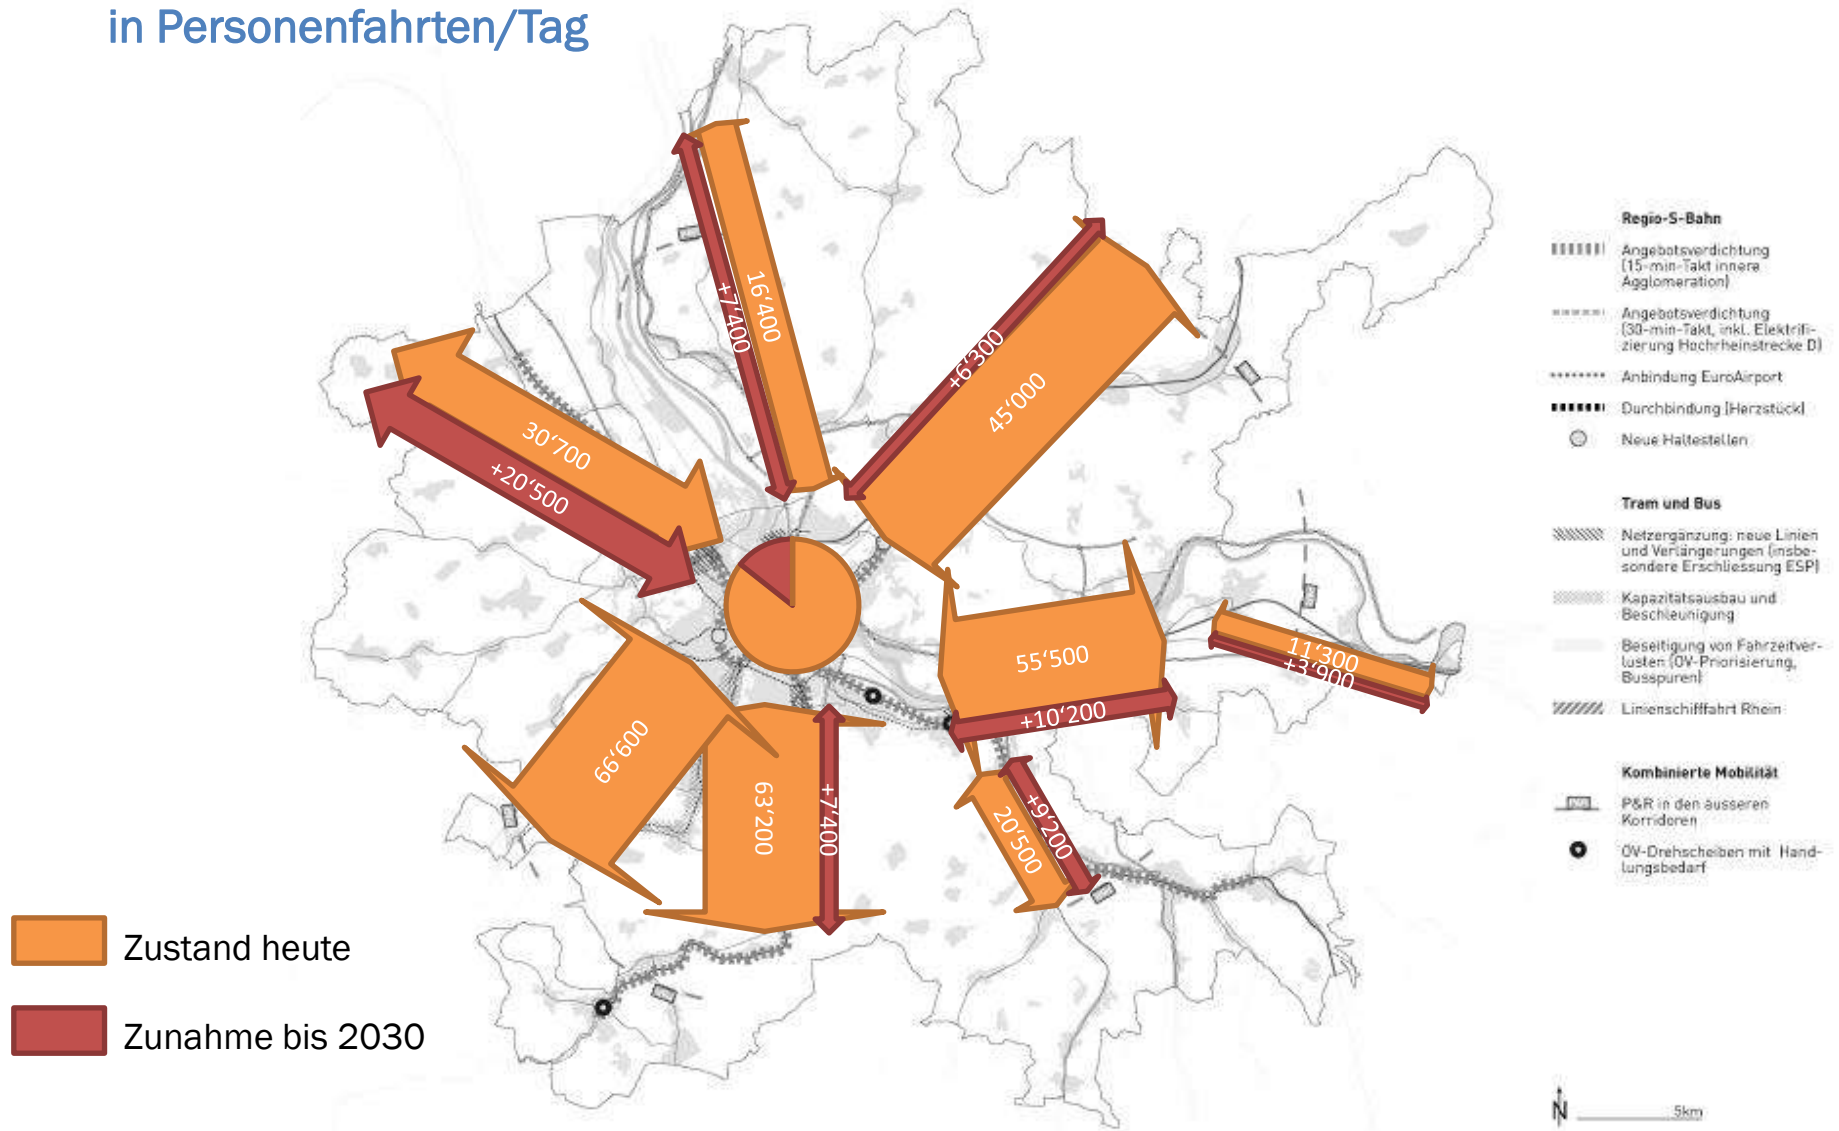 in Personenfahrten/Tag
16‘400
+7‘400
+6‘300
45‘000
30‘700
+20‘500
55‘500
+10‘200
11‘300
+3‘900
66‘600
63‘200
+7‘400
20‘500
+9‘200
Zustand heute
Zunahme bis 2030
Regio-S-Bahn
Angebotsverdichtung
(15-min-Takt innere
Agglomeration)
Angebotsverdichtung
(30-min-Takt, inkl. Elektrifi-
zierung Hochrheinstrecke D)
Anbindung EuroAirport
Durchbindung (Herzstück)
Neue Haltestellen
Tram und Bus
Netzergänzung: neue Linien
und Verlängerungen (insbe-
sondere Erschliessung ESP)
Kapazitätsausbau und
Beschleunigung
Beseitigung von Fahrzeitver-
lusten (ÖV-Priorisierung,
Busspuren)
Linienschifffahrt Rhein
Kombinierte Mobilität
P&R in den äusseren
Korridoren
ÖV-Drehscheiben mit Hand-
lungsbedarf
N
5km